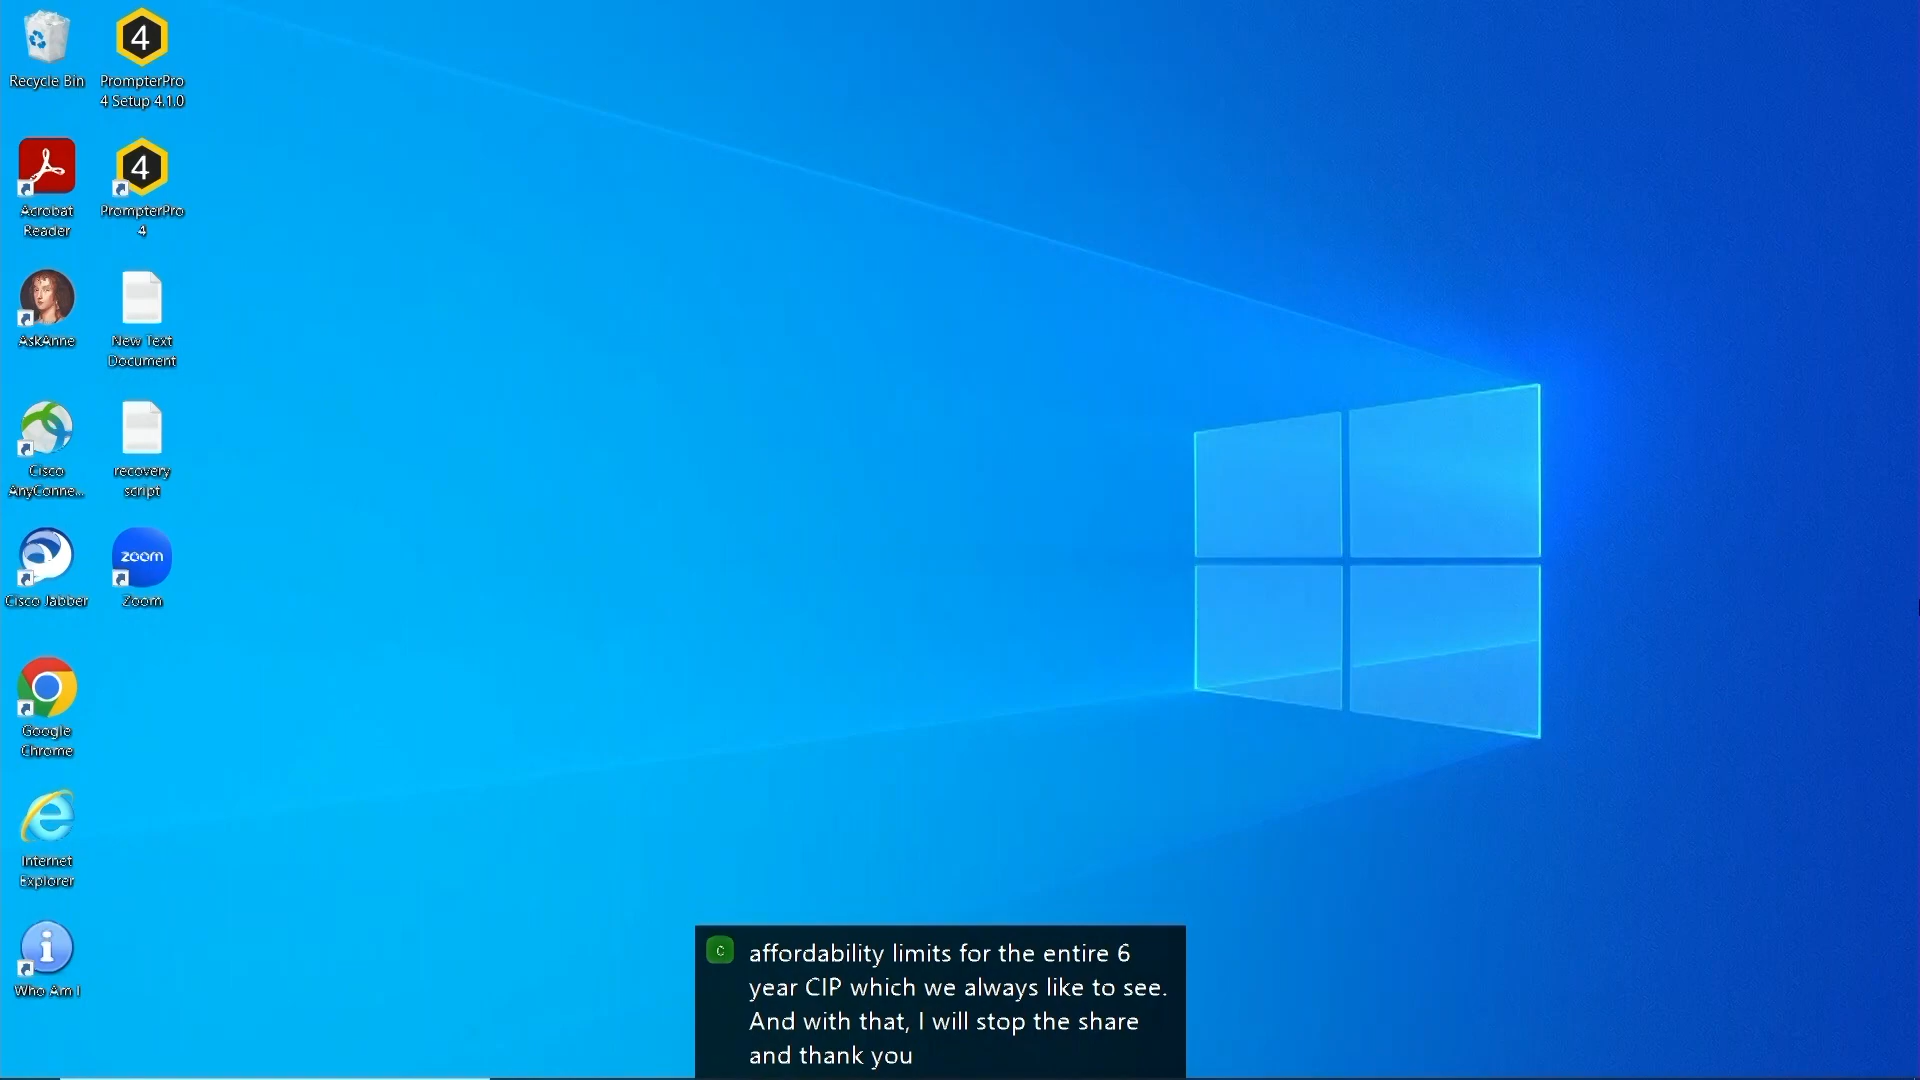 Recycle Bin
4
PrompterPro
4 Setup 4.1.0
Acrobat
Reader
4
PrompterPro
4
AskAnne
New Text
Document
Cisco
AnyConne...
recovery
script
Cisco Jabber
zoom
Zoom
Google
Chrome
Internet
Explorer
i
Who Am I
C
affordability limits for the entire 6
year CIP which we always like to see.
And with that, I will stop the share
and thank you